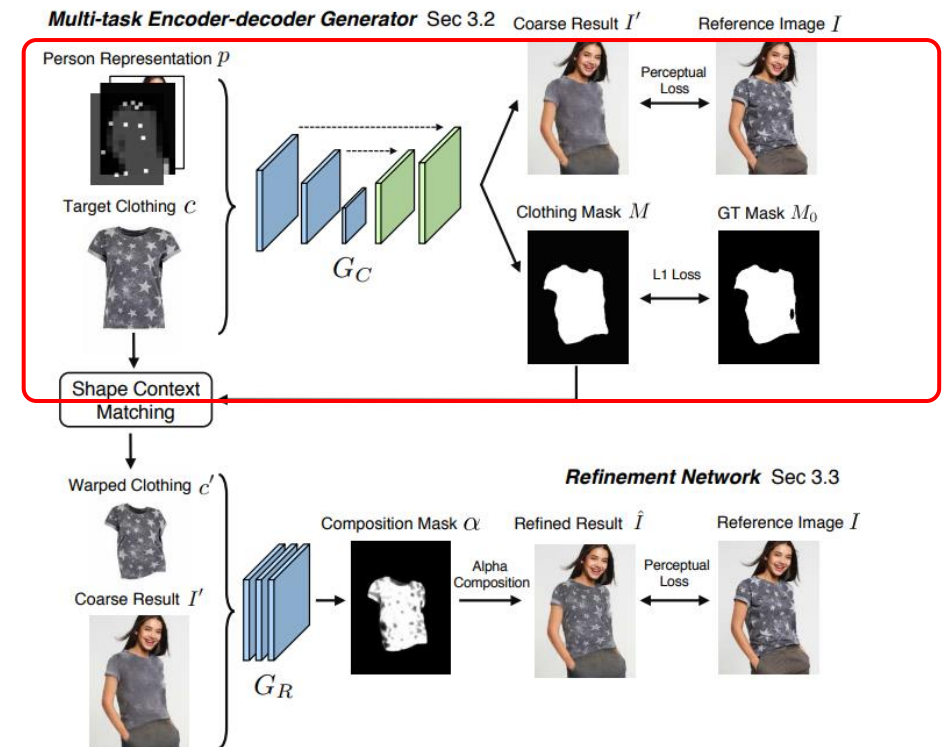 Multi-task Encoder-decoder Generator Sec 3.2
Coarse Result I′
Reference Image I
Person Representation p
Perceptual
Loss
Target Clothing c
Clothing Mask M
GT Mask M₀
G_C
L1 Loss
Shape Context
Matching
Refinement Network Sec 3.3
Warped Clothing c′
Composition Mask α
Refined Result Î
Reference Image I
Alpha
Composition
Perceptual
Loss
Coarse Result I′
G_R